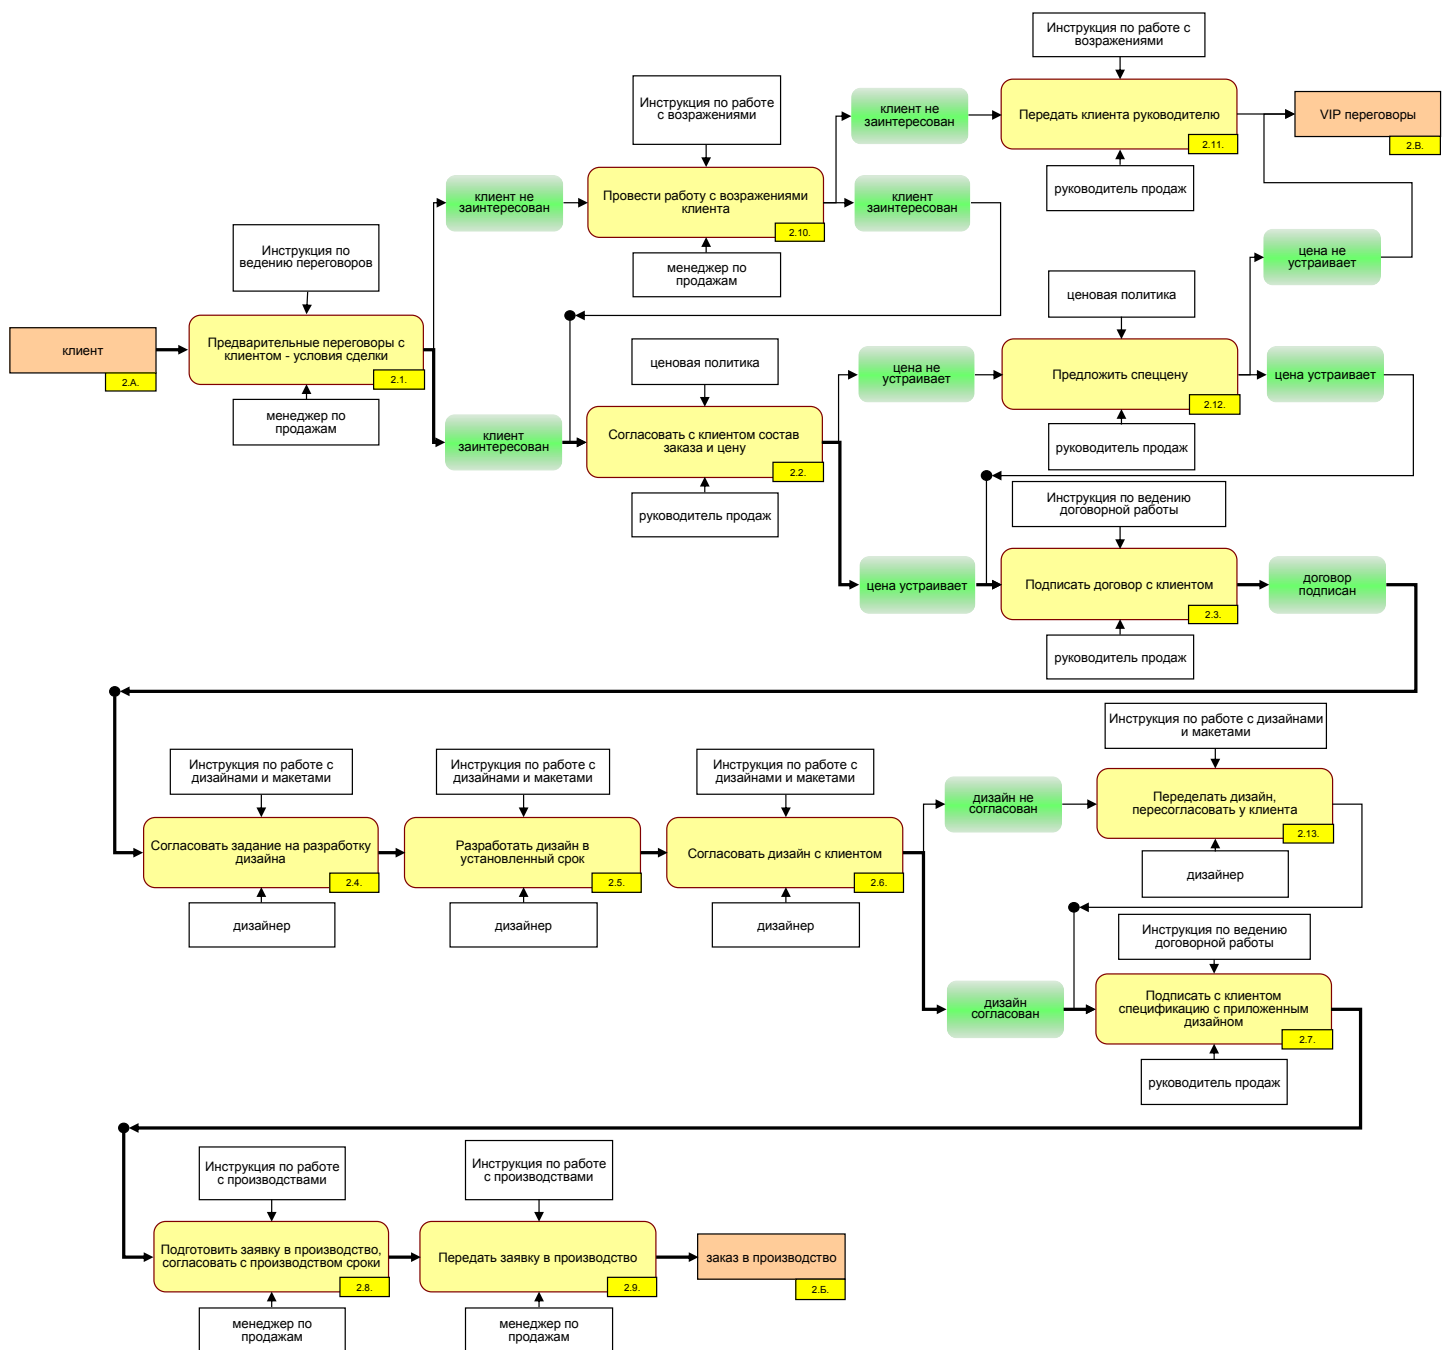 Инструкция по работе с
возражениями
Инструкция по работе
с возражениями
клиент не
заинтересован
Передать клиента руководителю
2.11.
VIP переговоры
2.В.
клиент не
заинтересован
Провести работу с возражениями
клиента
2.10.
клиент
заинтересован
руководитель продаж
Инструкция по
ведению переговоров
менеджер по
продажам
цена не
устраивает
ценовая политика
клиент
2.А.
Предварительные переговоры с
клиентом - условия сделки
2.1.
ценовая политика
цена не
устраивает
Предложить спеццену
2.12.
цена устраивает
менеджер по
продажам
клиент
заинтересован
Согласовать с клиентом состав
заказа и цену
2.2.
руководитель продаж
руководитель продаж
Инструкция по ведению
договорной работы
цена устраивает
Подписать договор с клиентом
2.3.
договор
подписан
руководитель продаж
Инструкция по работе с
дизайнами и макетами
Инструкция по работе с
дизайнами и макетами
Инструкция по работе с
дизайнами и макетами
Инструкция по работе с дизайнами
и макетами
Согласовать задание на разработку
дизайна
2.4.
Разработать дизайн в
установленный срок
2.5.
Согласовать дизайн с клиентом
2.6.
дизайн не
согласован
Переделать дизайн,
пересогласовать у клиента
2.13.
дизайнер
дизайнер
дизайнер
дизайнер
Инструкция по ведению
договорной работы
дизайн
согласован
Подписать с клиентом
спецификацию с приложенным
дизайном
2.7.
руководитель продаж
Инструкция по работе
с производствами
Инструкция по работе
с производствами
Подготовить заявку в производство,
согласовать с производством сроки
2.8.
Передать заявку в производство
2.9.
заказ в производство
2.Б.
менеджер по
продажам
менеджер по
продажам